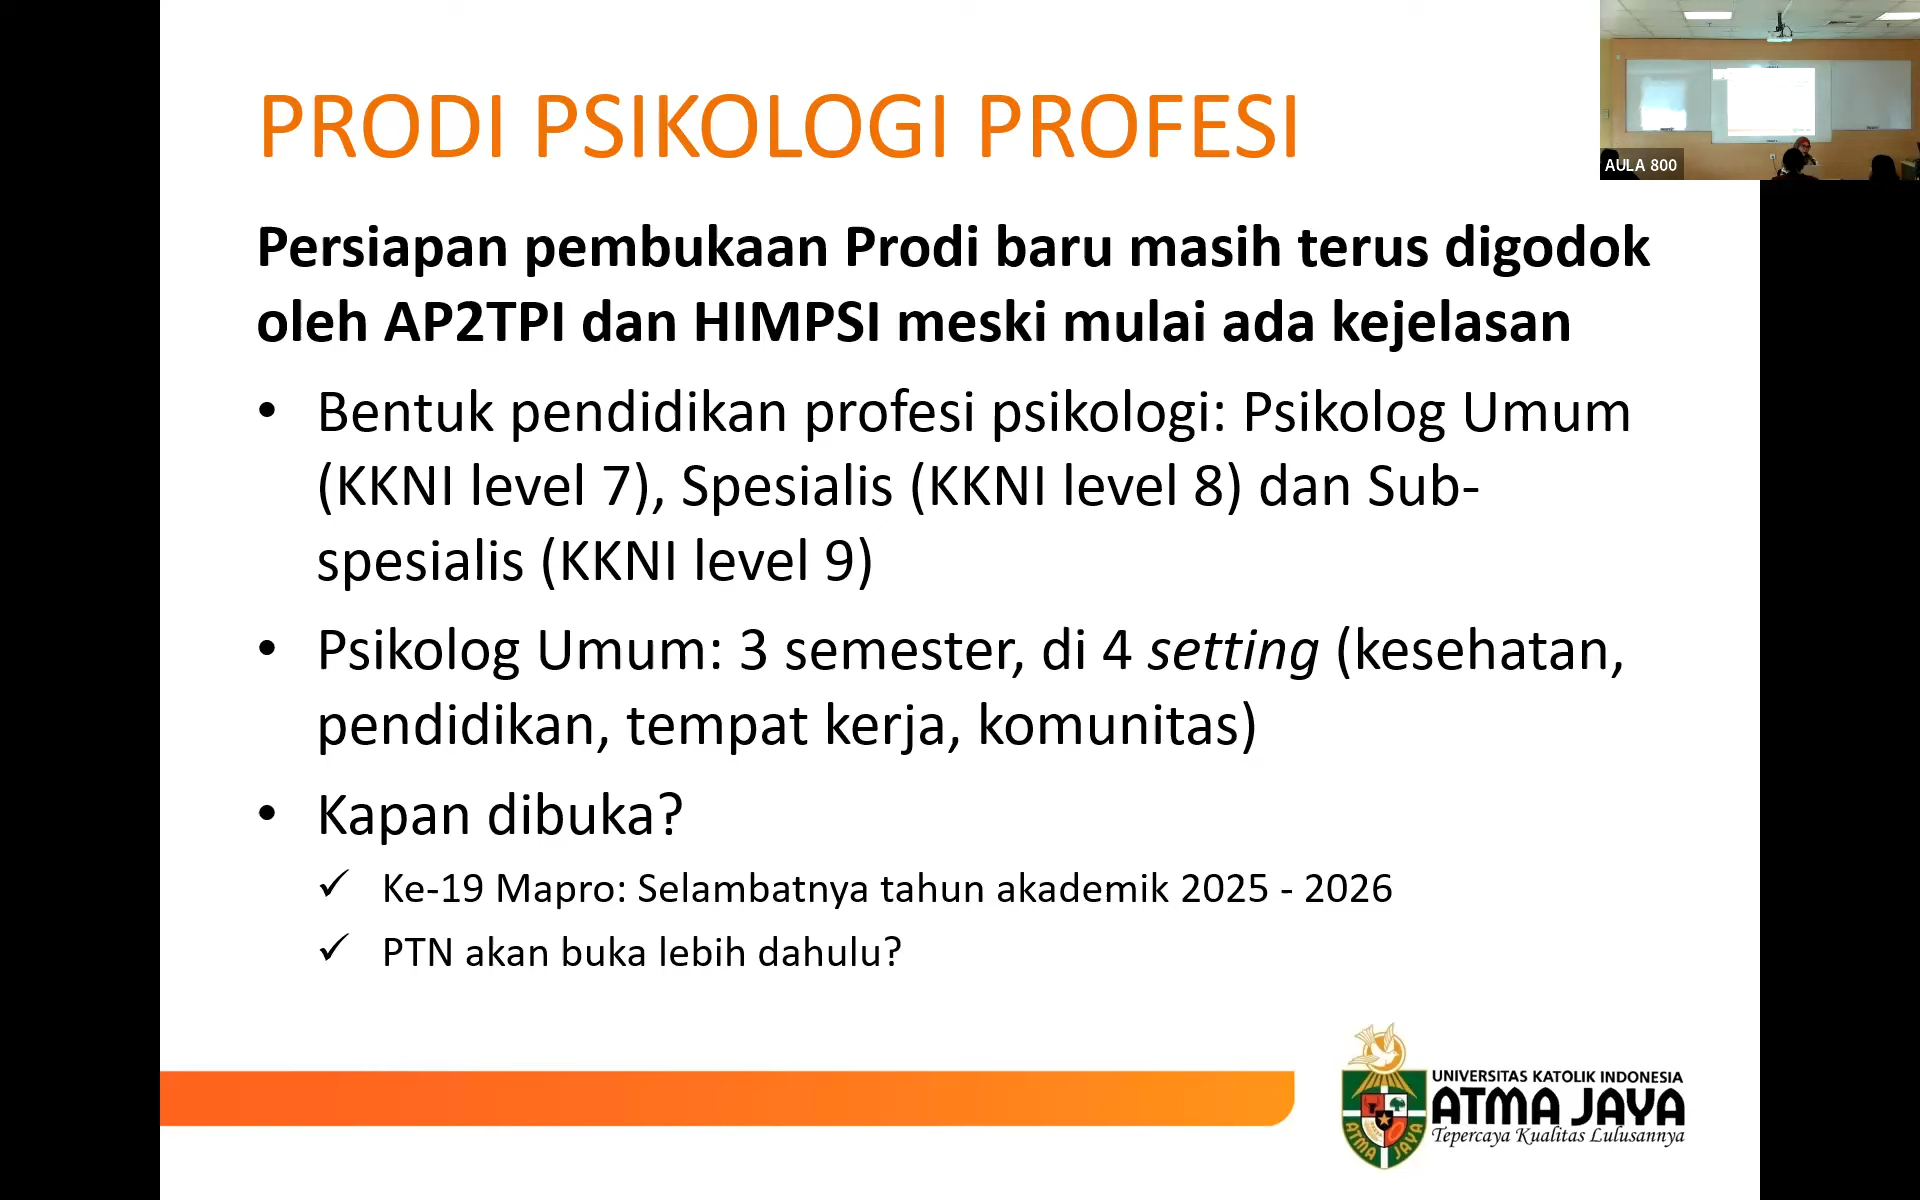 PRODI PSIKOLOGI PROFESI
AULA 800
Persiapan pembukaan Prodi baru masih terus digodok
oleh AP2TPI dan HIMPSI meski mulai ada kejelasan
• Bentuk pendidikan profesi psikologi: Psikolog Umum
(KKNI level 7), Spesialis (KKNI level 8) dan Sub-
spesialis (KKNI level 9)
• Psikolog Umum: 3 semester, di 4 setting (kesehatan,
pendidikan, tempat kerja, komunitas)
• Kapan dibuka?
✓ Ke-19 Mapro: Selambatnya tahun akademik 2025 - 2026
✓ PTN akan buka lebih dahulu?
UNIVERSITAS KATOLIK INDONESIA
ATMA JAYA
Tepercaya Kualitas Lulusannya
ATMA JAYA